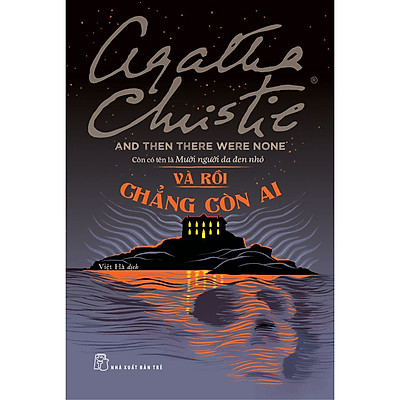 Agatha
Christie®
AND THEN THERE WERE NONE
Còn có tên là Mười người da đen nhỏ
VÀ RỒI
CHẲNG CÒN AI
Việt Hà dịch
NHÀ XUẤT BẢN TRẺ